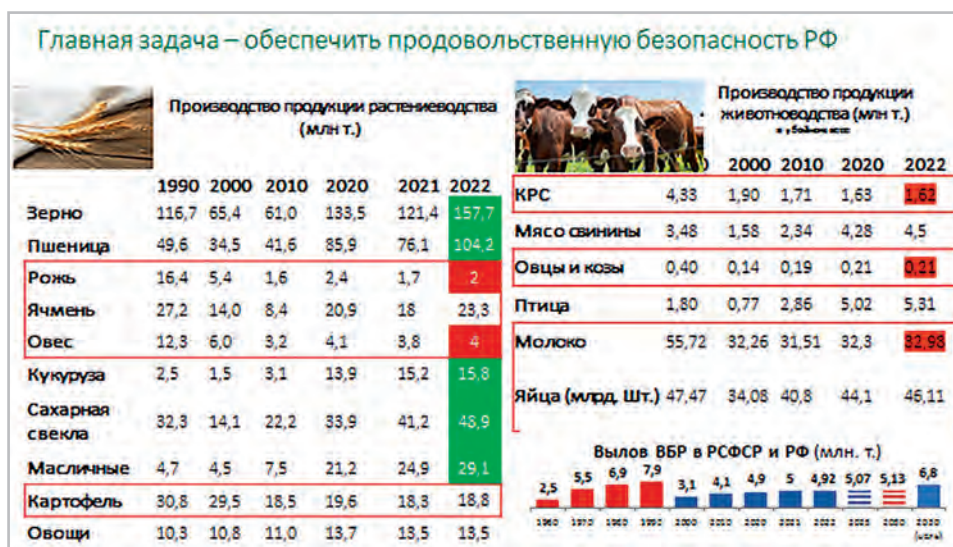 Главная задача – обеспечить продовольственную безопасность РФ
Производство продукции растениеводства
(млн т.)
1990 2000 2010 2020 2021 2022
Зерно 116,7 65,4 61,0 133,5 121,4 157,7
Пшеница 49,6 34,5 41,6 85,9 76,1 104,2
Рожь 16,4 5,4 1,6 2,4 1,7 2
Ячмень 27,2 14,0 8,4 20,9 18 23,3
Овес 12,3 6,0 3,2 4,1 3,8 4
Кукуруза 2,5 1,5 3,1 13,9 15,2 15,8
Сахарная
свекла 32,3 14,1 22,2 33,9 41,2 48,9
Масличные 4,7 4,5 7,5 21,2 24,9 29,1
Картофель 30,8 29,5 18,5 19,6 18,3 18,8
Овощи 10,3 10,8 11,0 13,7 13,5 13,5
Производство продукции
животноводства (млн т.)
в убойном весе
2000 2010 2020 2022
КРС 4,33 1,90 1,71 1,63 1,62
Мясо свинины 3,48 1,58 2,34 4,28 4,5
Овцы и козы 0,40 0,14 0,19 0,21 0,21
Птица 1,80 0,77 2,86 5,02 5,31
Молоко 55,72 32,26 31,51 32,3 32,98
Яйца (млрд. Шт.) 47,47 34,08 40,8 44,1 46,11
Вылов ВБР в РСФСР и РФ (млн. т.)
2,5 5,5 6,9 7,9 3,1 4,1 4,9 5 4,92 5,07 5,13 6,8
1960 1970 1980 1990 2000 2010 2020 2021 2022